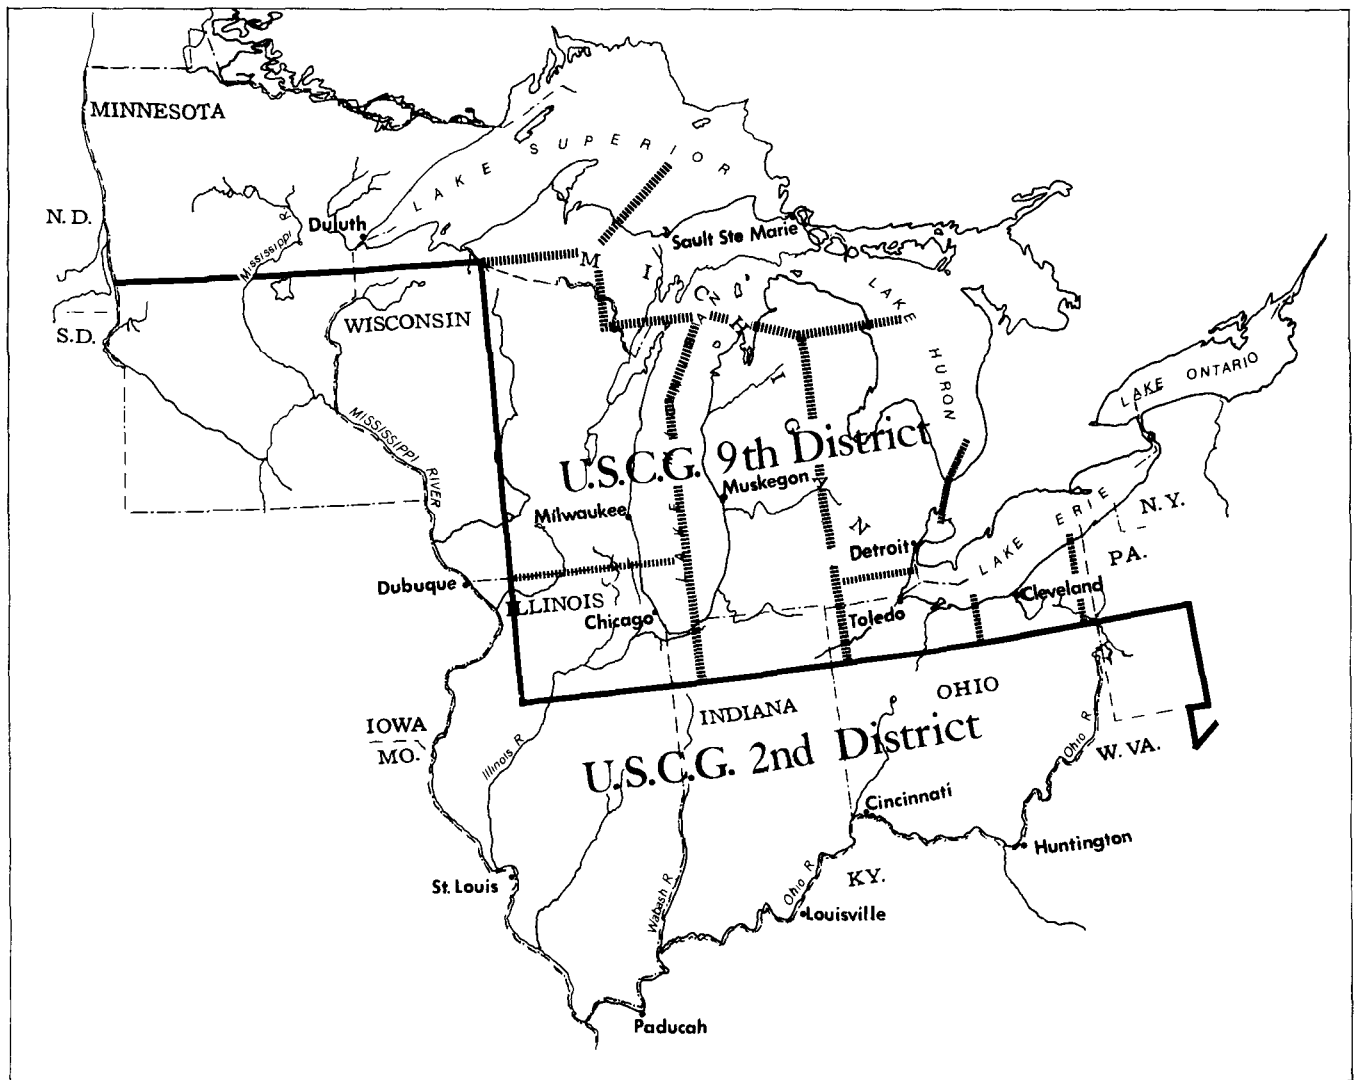 MINNESOTA
LAKE SUPERIOR
N. D.
Duluth
Mississippi R
Sault Ste Marie
S.D.
WISCONSIN
MICHIGAN
LAKE HURON
LAKE ONTARIO
MISSISSIPPI RIVER
U.S.C.G. 9th District
Muskegon
Milwaukee
LAKE ERIE
N.Y.
Detroit
PA.
Dubuque
Cleveland
ILLINOIS
Chicago
Toledo
OHIO
INDIANA
IOWA
MO.
Illinois R
U.S.C.G. 2nd District
Ohio R
W. VA.
Cincinnati
Huntington
KY.
St. Louis
Wabash R
Ohio R
Louisville
Paducah